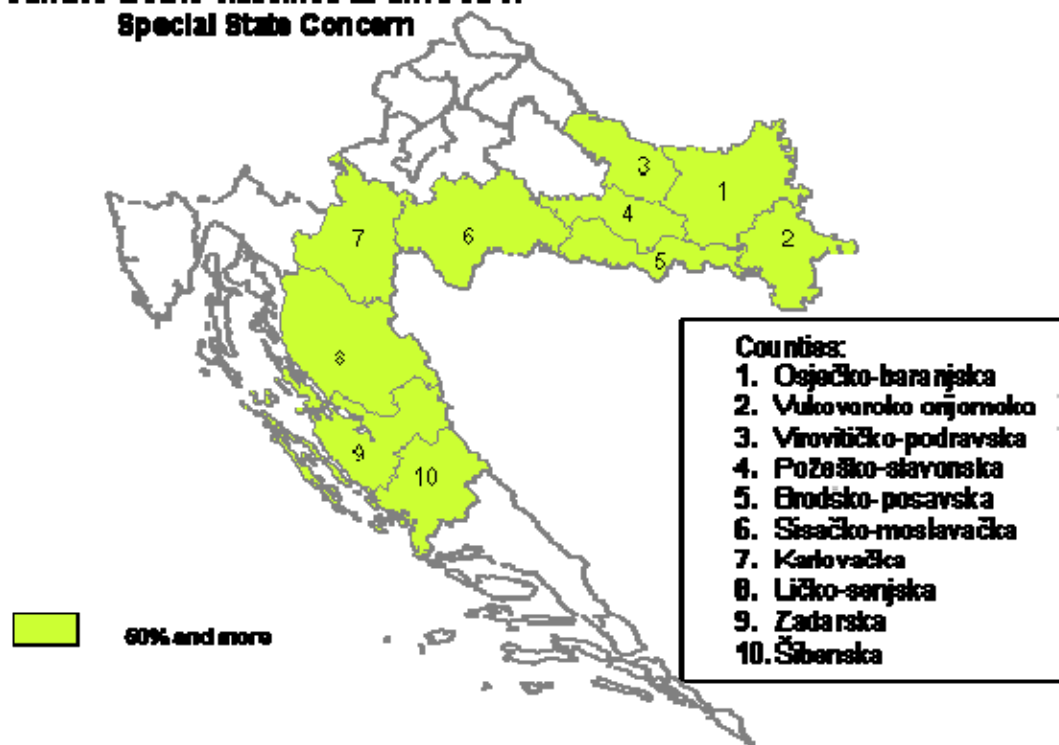 Special State Concern
3
1
4
2
7
6
5
8
9
10
Counties:
1. Osječko-baranjska
2.
3. Virovitičko-podravska
4. Požeško-slavonska
5. Brodsko-posavska
6. Sisačko-moslavačka
7. Karlovačka
8. Ličko-senjska
9. Zadarska
10. Šibenska
and more